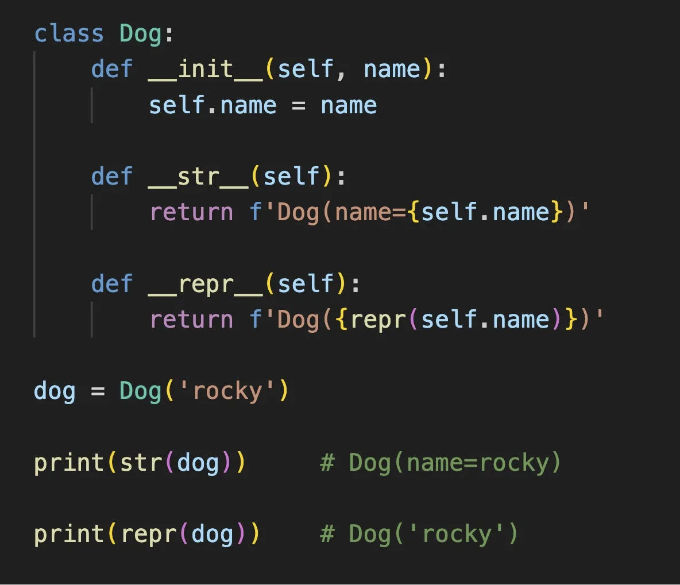 class Dog:
    def __init__(self, name):
        self.name = name

    def __str__(self):
        return f'Dog(name={self.name})'

    def __repr__(self):
        return f'Dog({repr(self.name)})'

dog = Dog('rocky')

print(str(dog))     # Dog(name=rocky)

print(repr(dog))    # Dog('rocky')